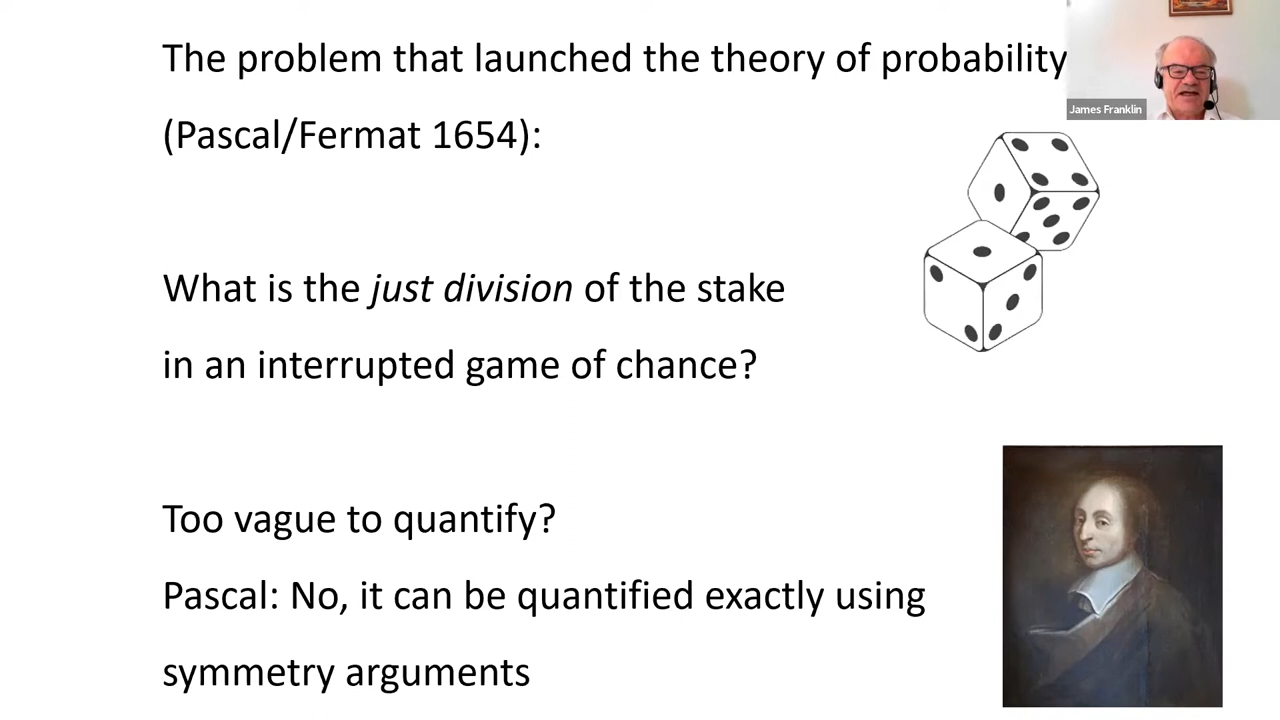 The problem that launched the theory of probability
James Franklin
(Pascal/Fermat 1654):
What is the just division of the stake
in an interrupted game of chance?
Too vague to quantify?
Pascal: No, it can be quantified exactly using
symmetry arguments